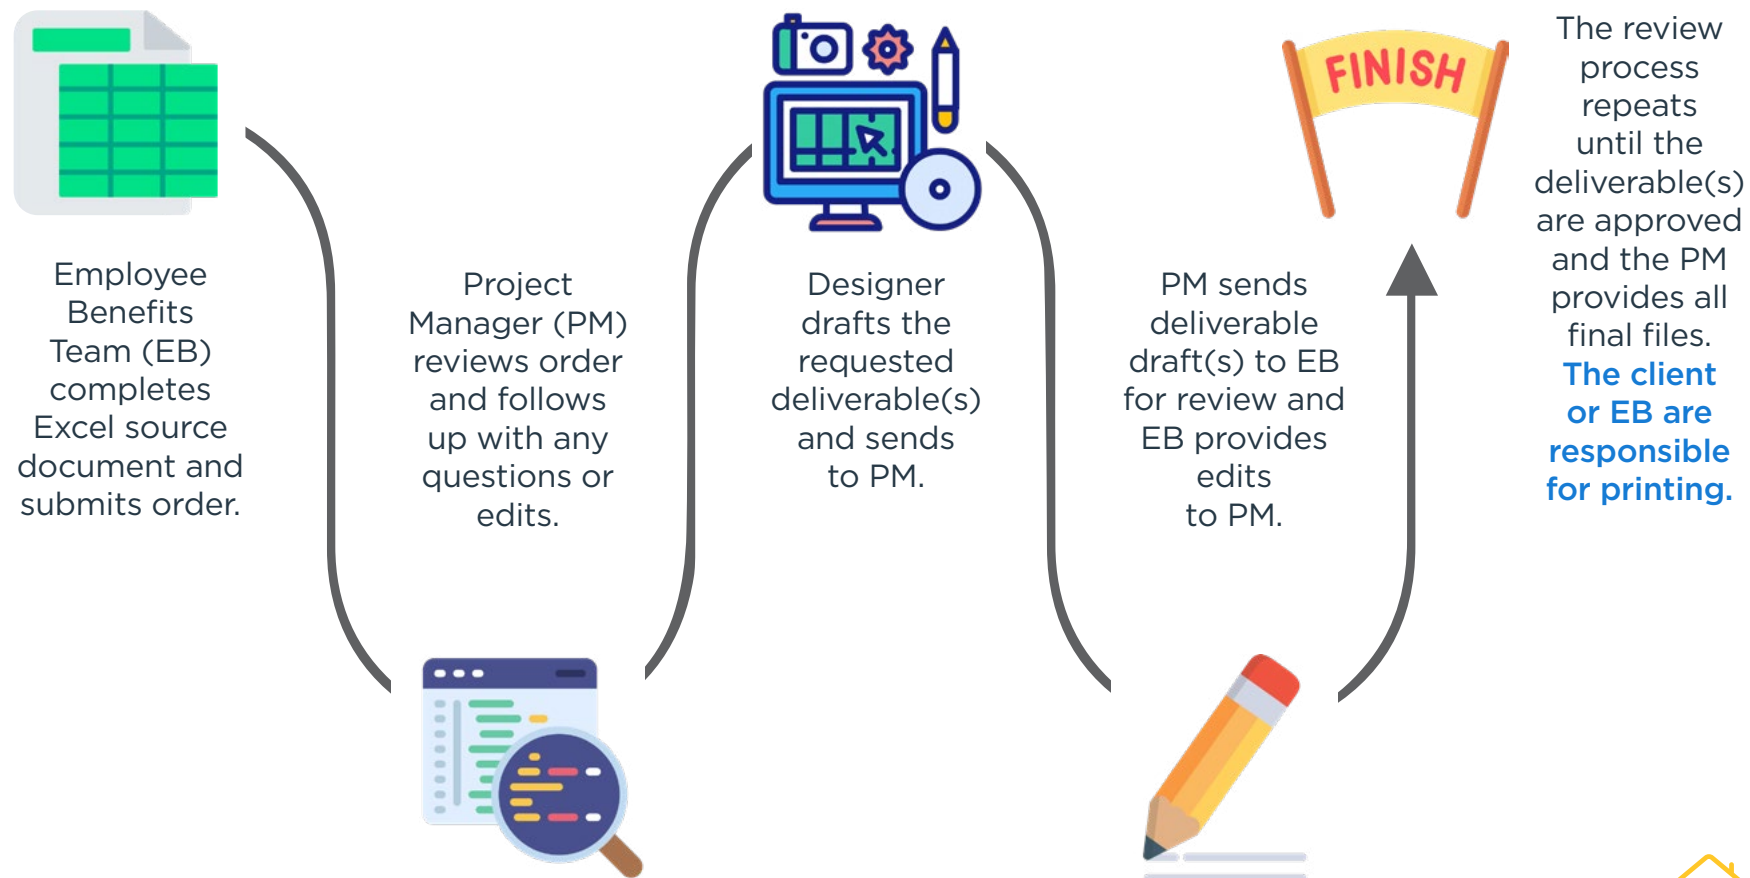 Employee
Benefits
Team (EB)
completes
Excel source
document and
submits order.
Project
Manager (PM)
reviews order
and follows
up with any
questions or
edits.
Designer
drafts the
requested
deliverable(s)
and sends
to PM.
PM sends
deliverable
draft(s) to EB
for review and
EB provides
edits
to PM.
FINISH
The review
process
repeats
until the
deliverable(s)
are approved
and the PM
provides all
final files.
The client
or EB are
responsible
for printing.